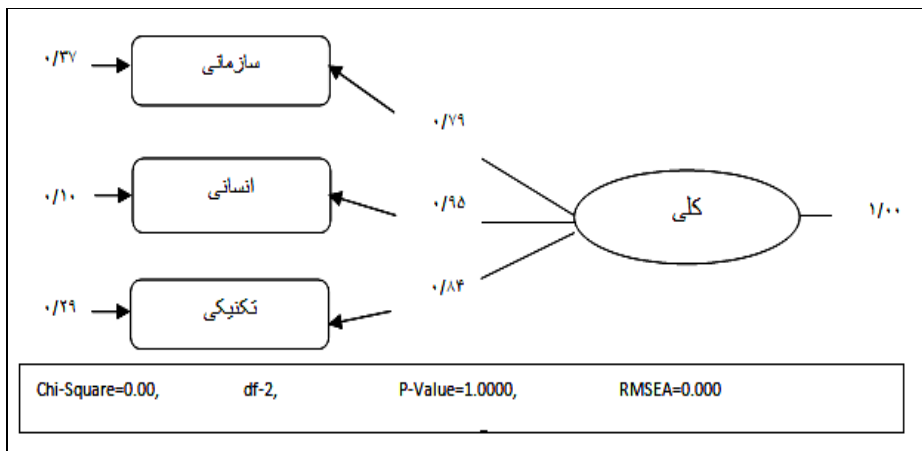 ۰/۳۷
سازمانی
۰/۷۹
۰/۱۰
انسانی
۰/۹۵
کلی
۱/۰۰
۰/۲۹
تکنیکی
۰/۸۴
Chi-Square=0.00, df-2, P-Value=1.0000, RMSEA=0.000